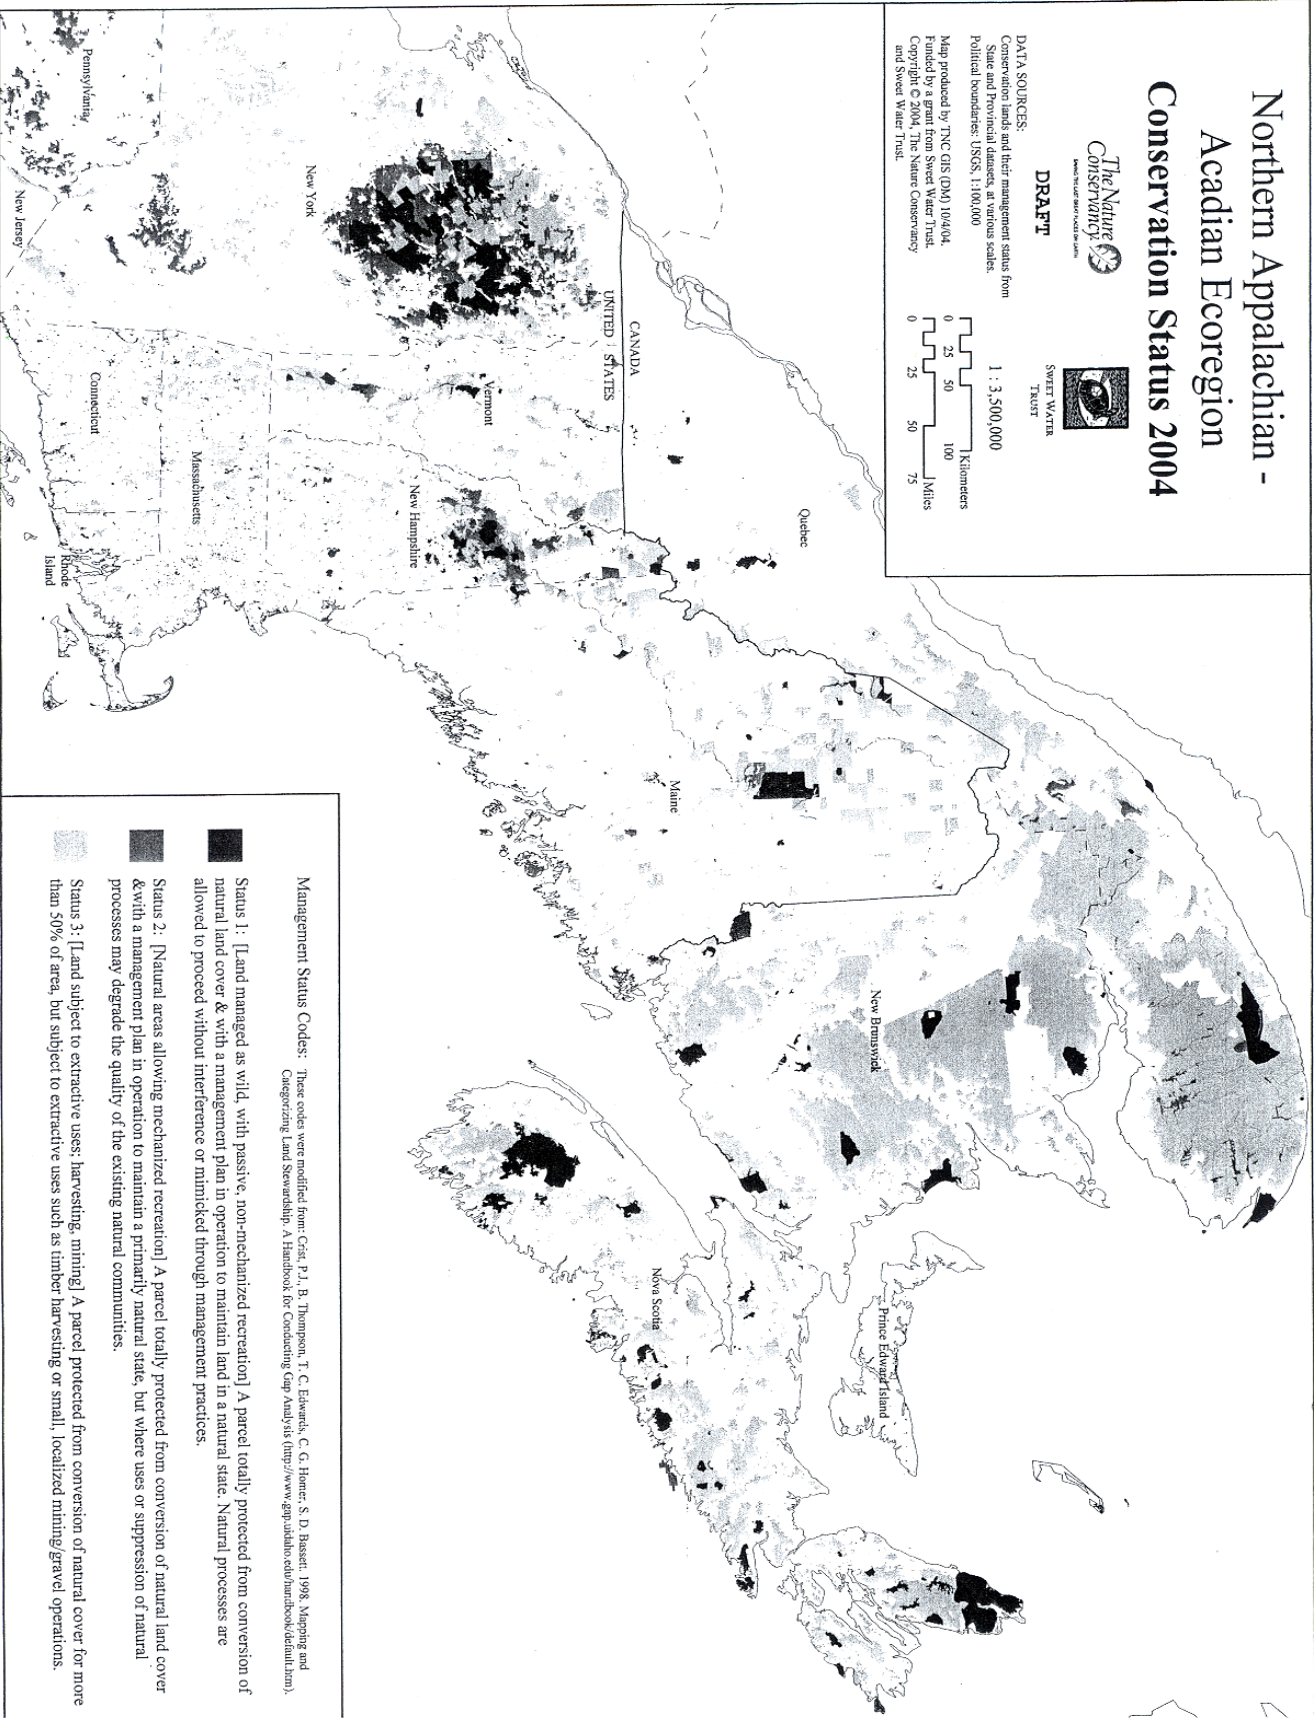 Northern Appalachian -
Acadian Ecoregion
Conservation Status 2004
The Nature
Conservancy
SAVING THE LAST GREAT PLACES ON EARTH
SWEET WATER
TRUST
DRAFT
DATA SOURCES:
Conservation lands and their management status from
State and Provincial datasets, at various scales.
Political boundaries: USGS, 1:100,000
Map produced by TNC GIS (DM) 10/4/04.
Funded by a grant from Sweet Water Trust.
Copyright © 2004, The Nature Conservancy
and Sweet Water Trust.
1 : 3,500,000
0 25 50 100
Kilometers
0 25 50 75
Miles
Quebec
CANADA
UNITED STATES
New York
Vermont
New Hampshire
Maine
New Brunswick
Prince Edward Island
Nova Scotia
Pennsylvania
New Jersey
Connecticut
Massachusetts
Rhode
Island
Management Status Codes: These codes were modified from: Crist, P.J., B. Thompson, T. C. Edwards, C. G. Homer, S. D. Bassett. 1998. Mapping and
Categorizing Land Stewardship. A Handbook for Conducting Gap Analysis (http://www.gap.uidaho.edu/handbook/default.htm).
Status 1: [Land managed as wild, with passive, non-mechanized recreation] A parcel totally protected from conversion of
natural land cover & with a management plan in operation to maintain land in a natural state. Natural processes are
allowed to proceed without interference or mimicked through management practices.
Status 2: [Natural areas allowing mechanized recreation] A parcel totally protected from conversion of natural land cover
&with a management plan in operation to maintain a primarily natural state, but where uses or suppression of natural
processes may degrade the quality of the existing natural communities.
Status 3: [Land subject to extractive uses; harvesting, mining] A parcel protected from conversion of natural cover for more
than 50% of area, but subject to extractive uses such as timber harvesting or small, localized mining/gravel operations.